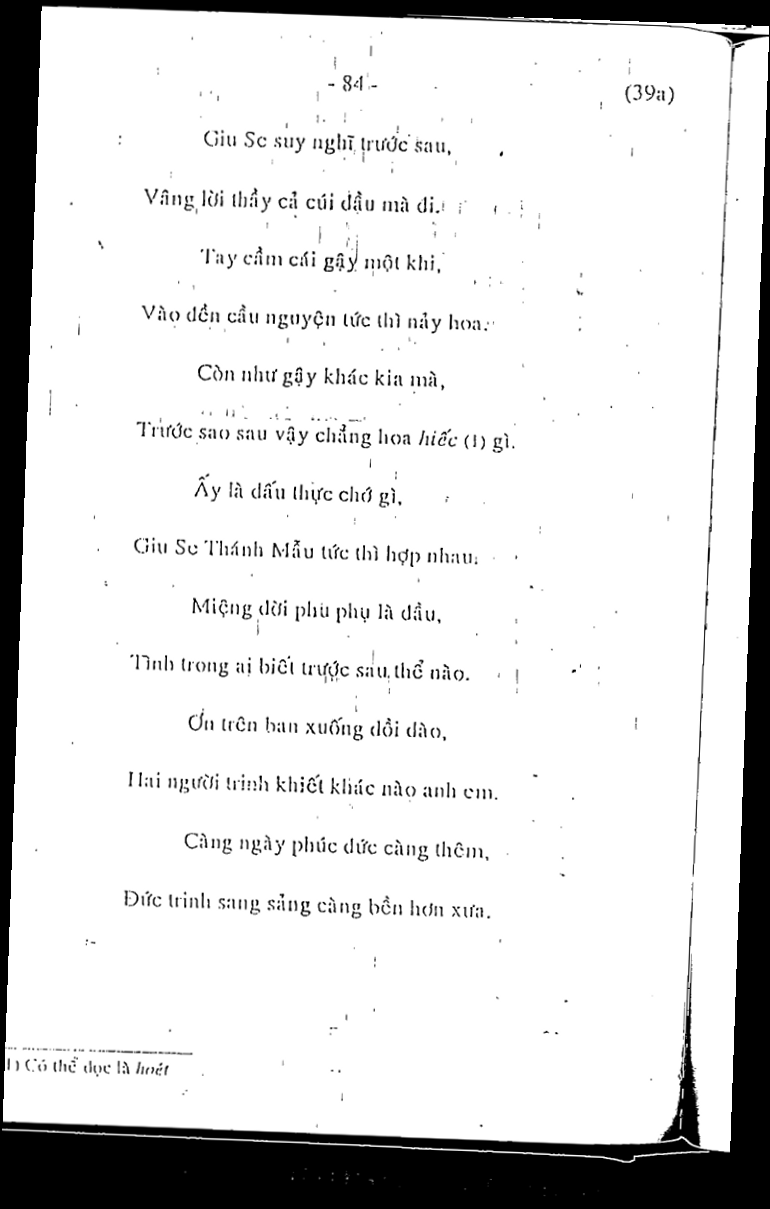 - 84 -
(39a)
Giu Se suy nghĩ trước sau,
Vâng lời thầy cả cúi đầu mà đi.
Tay cầm cái gậy một khi,
Vào đền cầu nguyện tức thì nảy hoa.
Còn như gậy khác kia mà,
Trước sao sau vậy chẳng hoa hiếc (1) gì.
Ấy là dấu thực chớ gì,
Giu Se Thánh Mẫu tức thì hợp nhau.
Miệng đời phu phụ là đầu,
Tình trong ai biết trước sau thể nào.
Ơn trên ban xuống dồi dào,
Hai người trinh khiết khác nào anh em.
Càng ngày phúc đức càng thêm,
Đức trinh sang sảng càng bền hơn xưa.
1) Có thể đọc là hoét